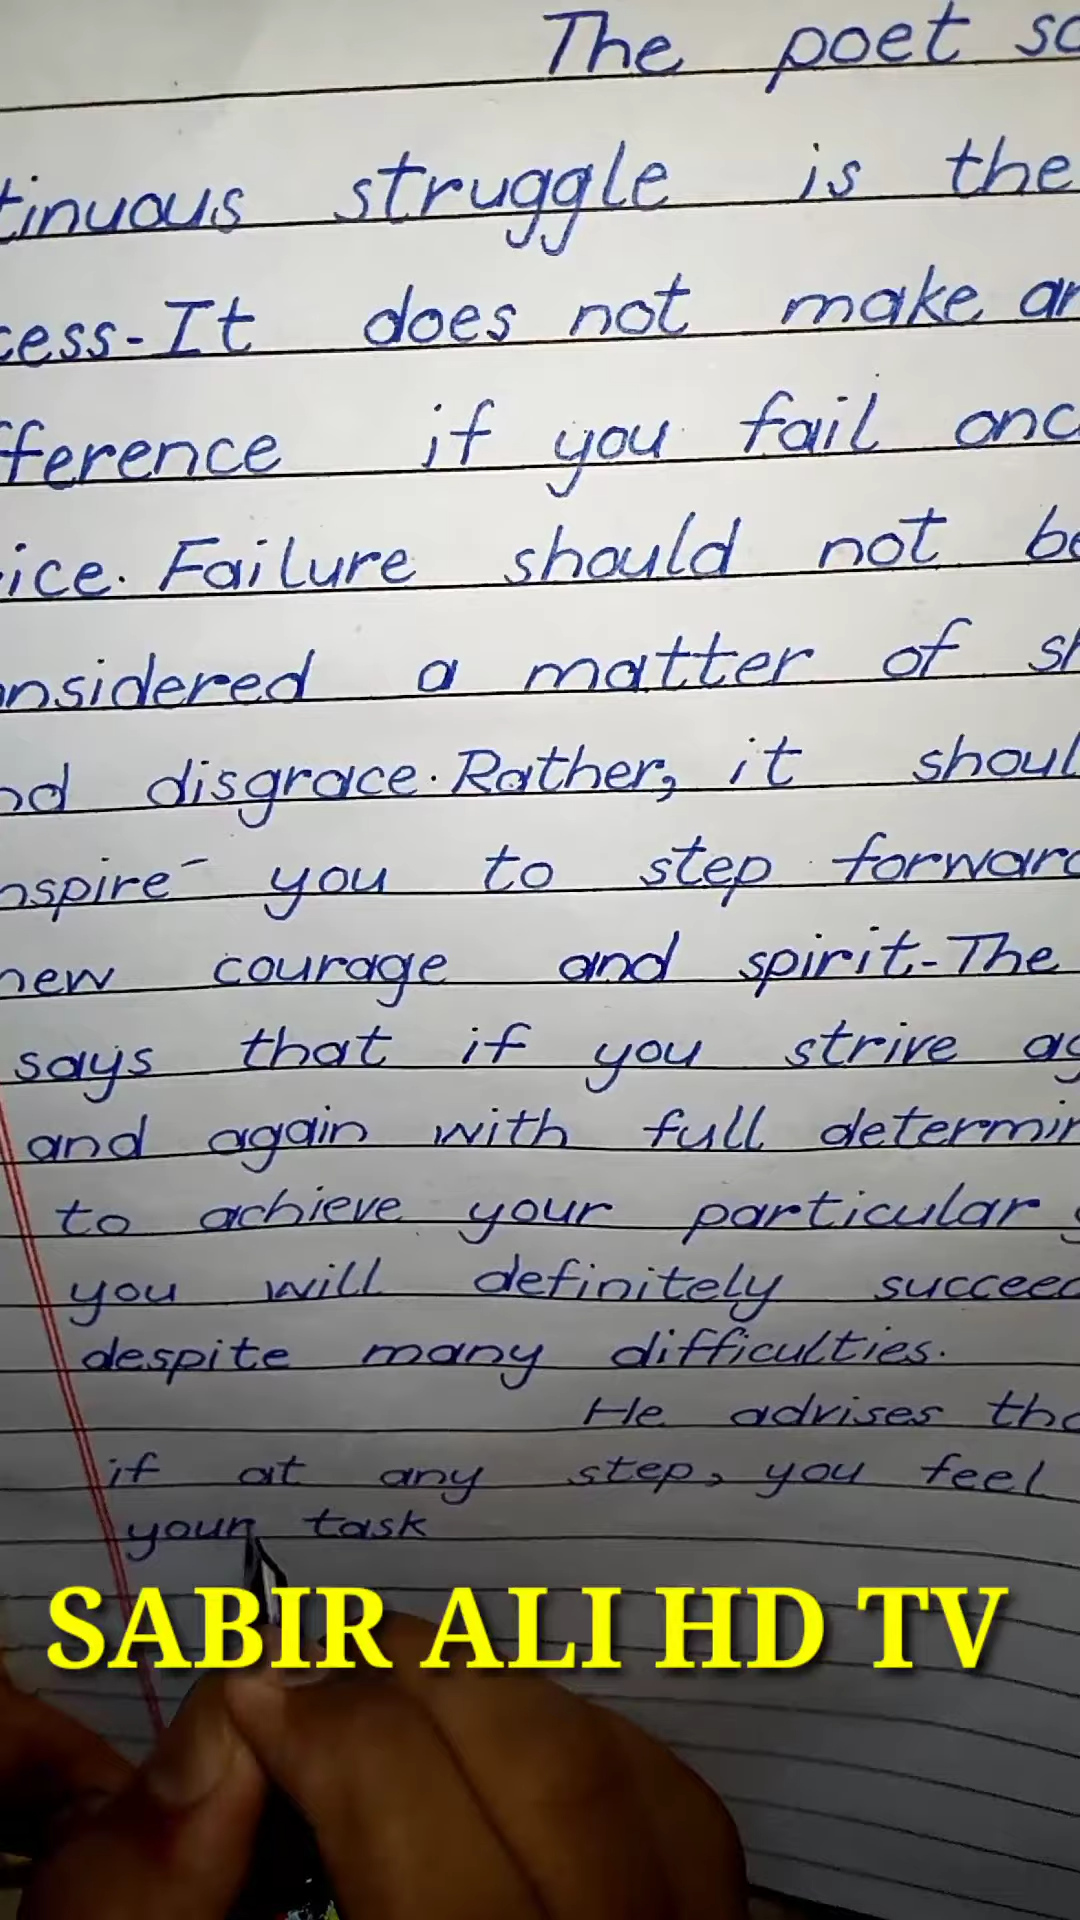 The poet sa
tinuous struggle is the
cess-It does not make an
fference if you fail onc
ice. Failure should not be
onsidered a matter of sh
nd disgrace. Rather, it shoul
nspire- you to step forward
new courage and spirit-The
says that if you strive ag
and again with full determin
to achieve your particular g
you will definitely succeed
despite many difficulties.
He advises tha
if at any step, you feel
your task
SABIR ALI HD TV